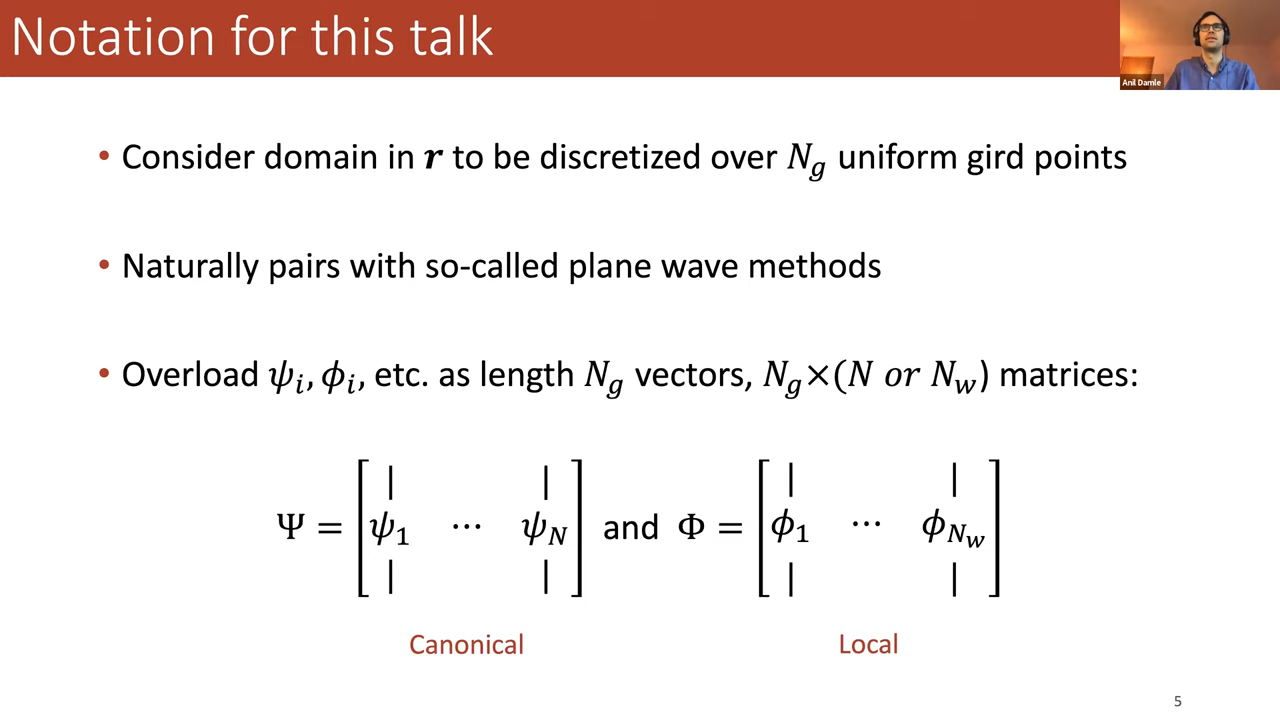 Notation for this talk
Anil Damle
• Consider domain in 𝒓 to be discretized over N_g uniform gird points
• Naturally pairs with so-called plane wave methods
• Overload ψ_i, ϕ_i, etc. as length N_g vectors, N_g×(N or N_w) matrices:
Ψ = [ψ_1 ⋯ ψ_N] and Φ = [ϕ_1 ⋯ ϕ_{N_w}]
Canonical Local
5